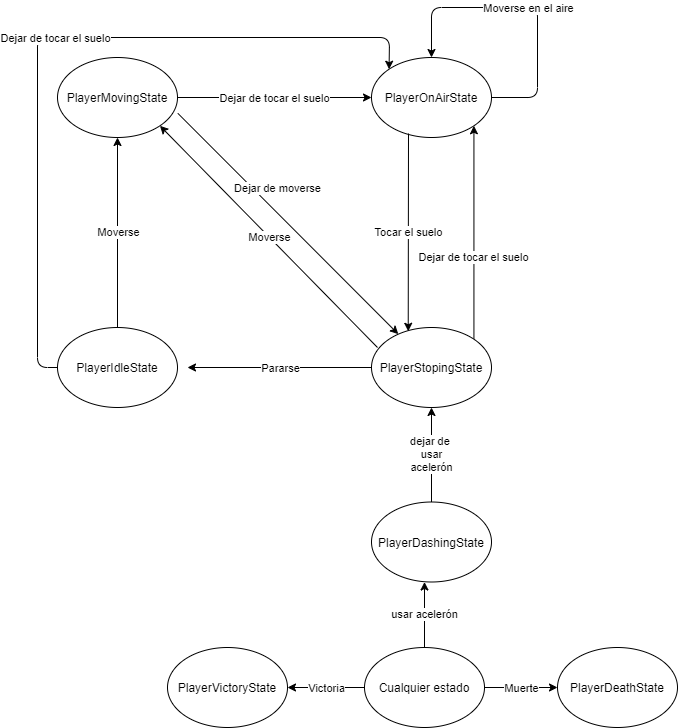 Moverse en el aire
Dejar de tocar el suelo
PlayerMovingState
Dejar de tocar el suelo
PlayerOnAirState
Dejar de moverse
Moverse
Moverse
Tocar el suelo
Dejar de tocar el suelo
PlayerIdleState
Pararse
PlayerStopingState
dejar de
usar
acelerón
PlayerDashingState
usar acelerón
PlayerVictoryState
Victoria
Cualquier estado
Muerte
PlayerDeathState